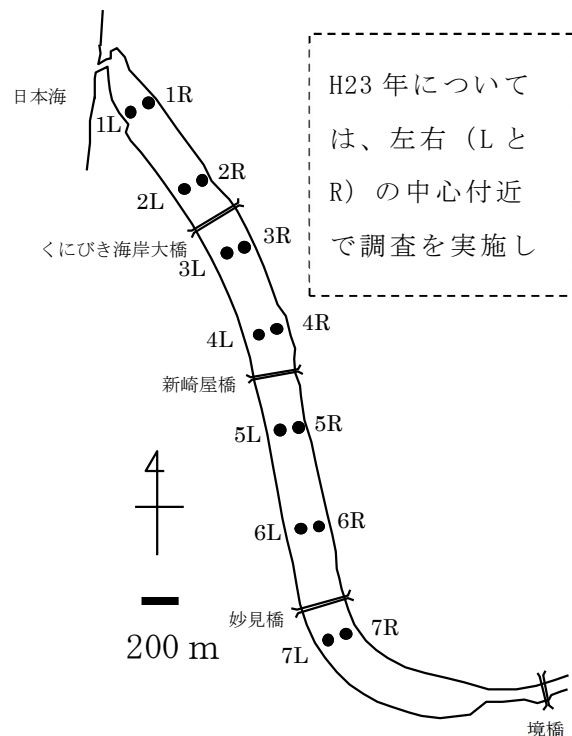 日本海
1R
1L
H23 年について
は、左右（L と
R）の中心付近
で調査を実施し
2R
2L
くにびき海岸大橋
3R
3L
4R
4L
新崎屋橋
5R
5L
6R
6L
妙見橋
7R
7L
200 m
境橋